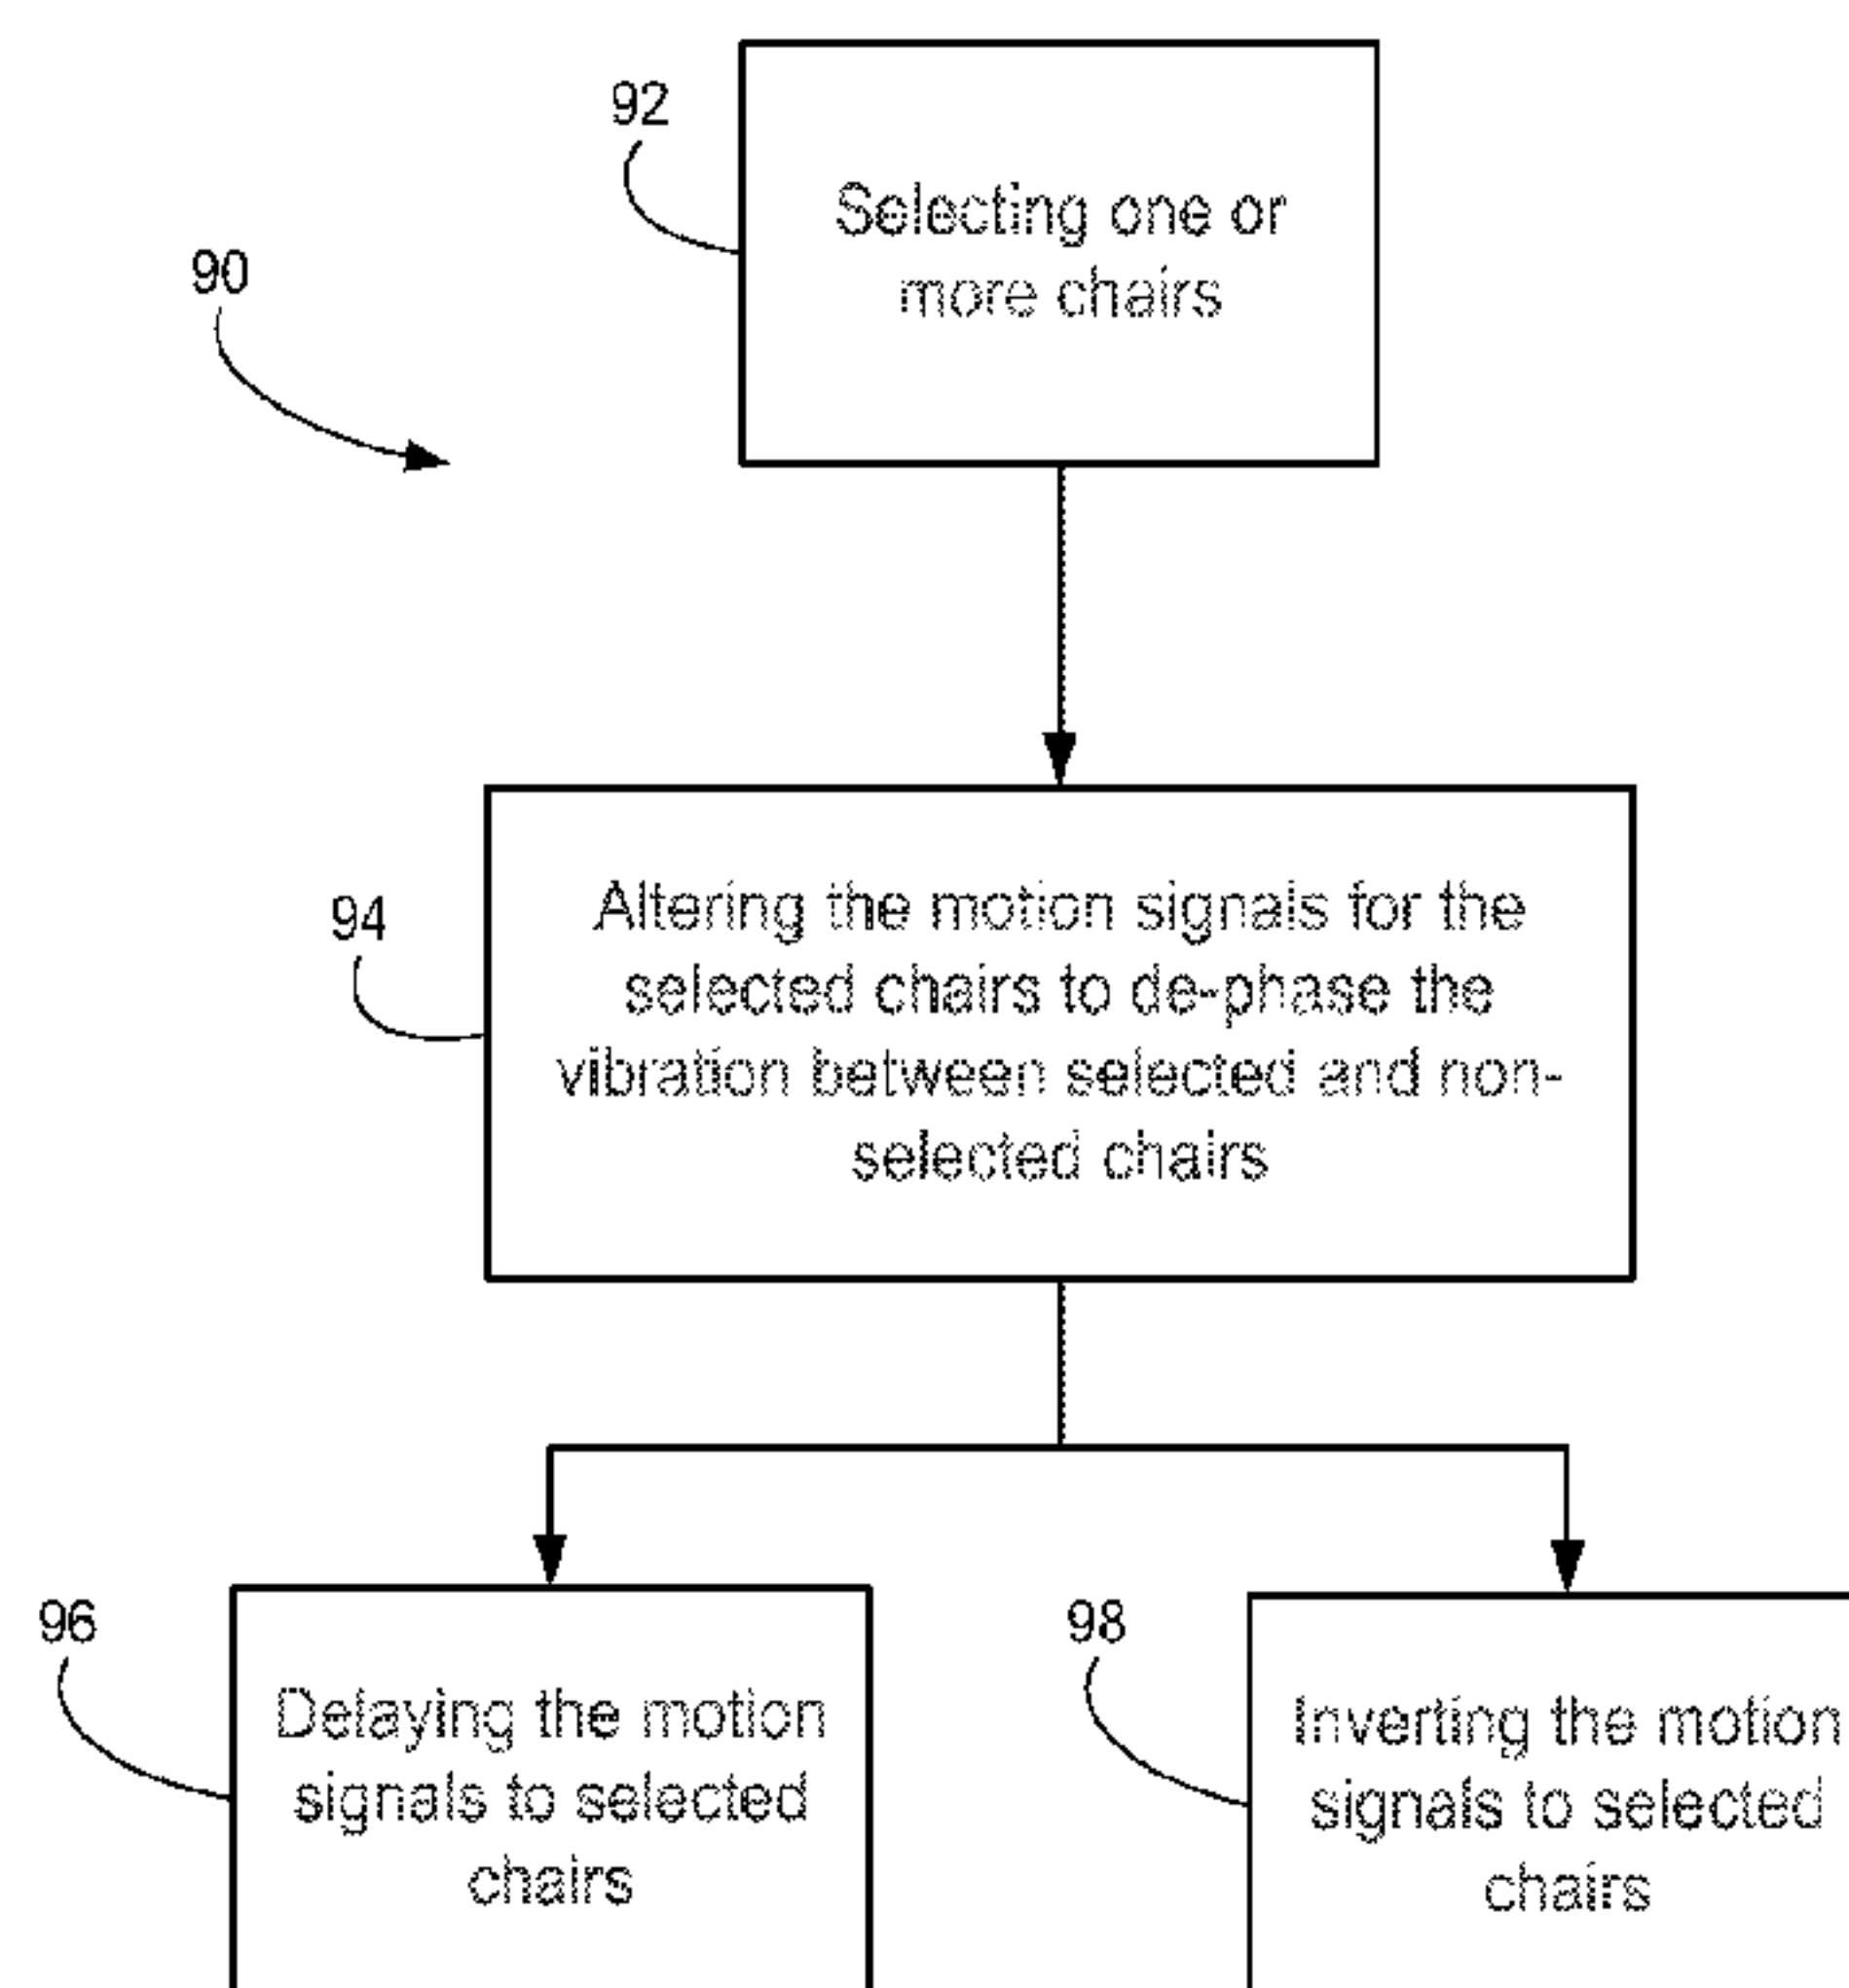 92
Selecting one or
more chairs
90
94
Altering the motion signals for the
selected chairs to de-phase the
vibration between selected and non-
selected chairs
96
Delaying the motion
signals to selected
chairs
98
Inverting the motion
signals to selected
chairs